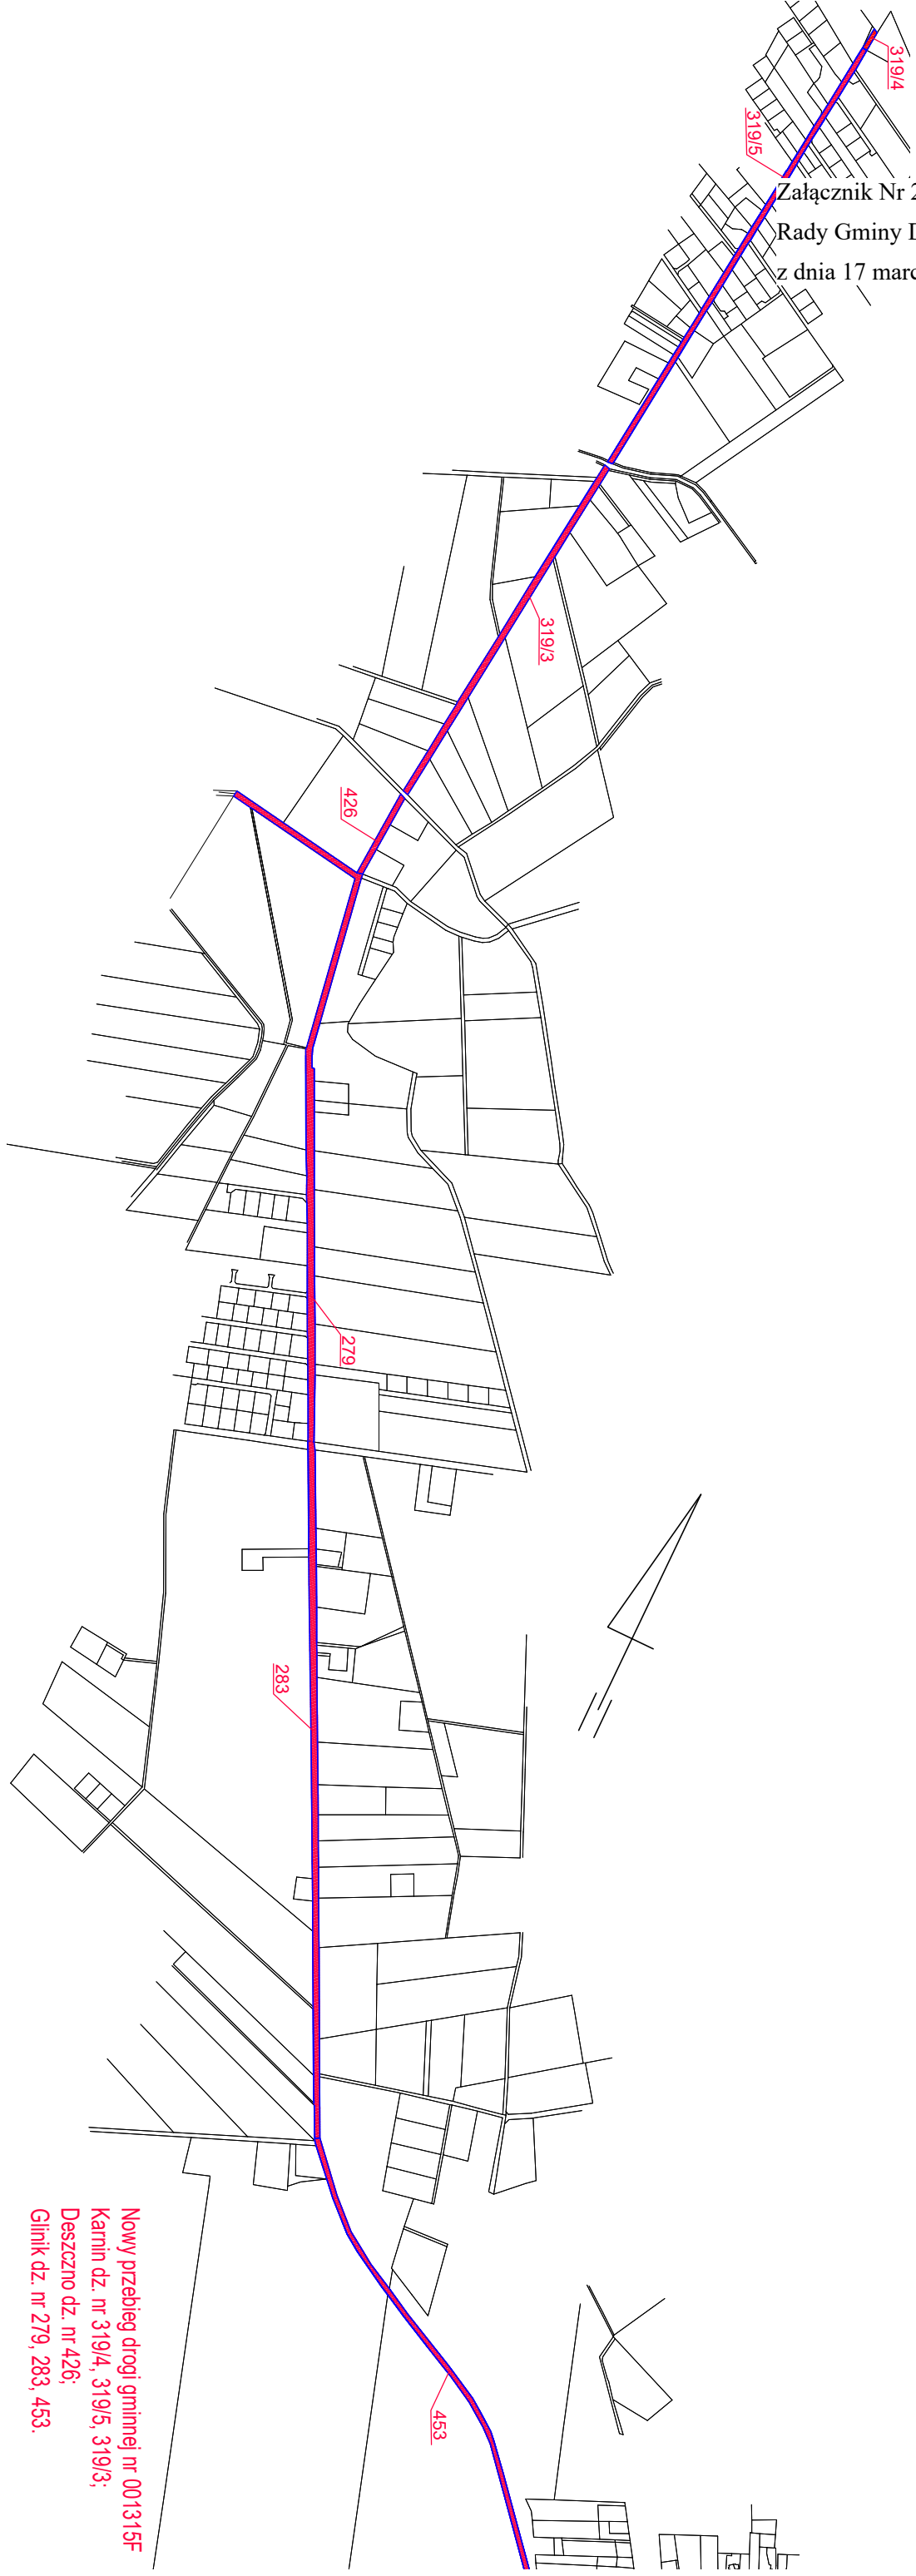 319/4
319/5
Załącznik Nr 2
Rady Gminy D
z dnia 17 marc
319/3
426
279
283
453
Nowy przebieg drogi gminnej nr 001315F
Karnin dz. nr 319/4, 319/5, 319/3;
Deszczno dz. nr 426;
Glinik dz. nr 279, 283, 453.